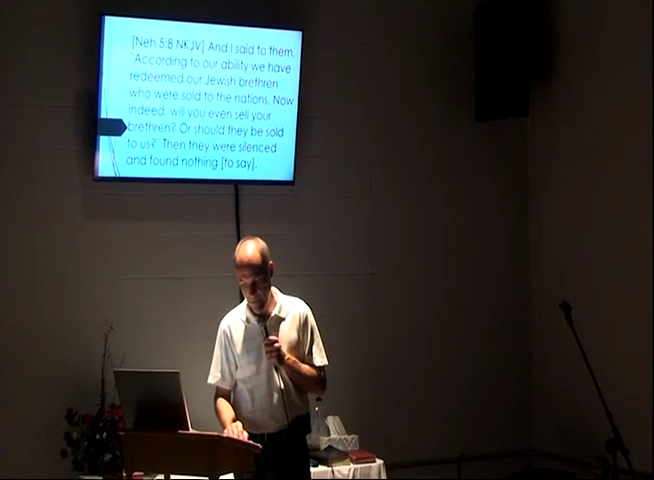 [Neh 5:8 NKJV] And I said to them,
"According to our ability we have
redeemed our Jewish brethren
who were sold to the nations. Now
indeed, will you even sell your
brethren? Or should they be sold
to us?" Then they were silenced
and found nothing [to say].